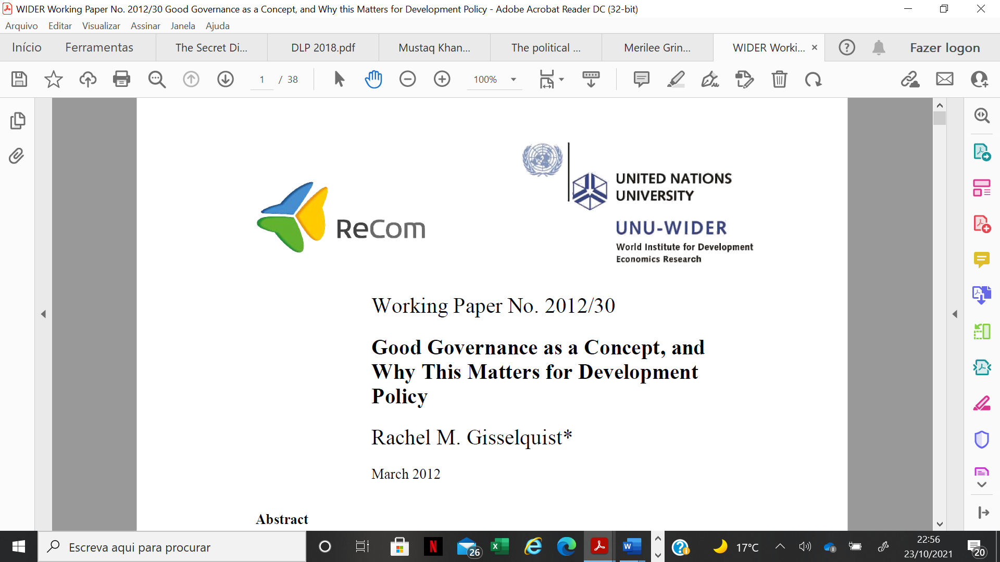 WIDER Working Paper No. 2012/30 Good Governance as a Concept, and Why this Matters for Development Policy - Adobe Acrobat Reader DC (32-bit)
Arquivo Editar Visualizar Assinar Janela Ajuda
Início Ferramentas The Secret Di... DLP 2018.pdf Mustaq Khan... The political ... Merilee Grin... WIDER Worki... Fazer logon
1 / 38 100%
UNITED NATIONS
UNIVERSITY
ReCom
UNU-WIDER
World Institute for Development
Economics Research
Working Paper No. 2012/30
Good Governance as a Concept, and
Why This Matters for Development
Policy
Rachel M. Gisselquist*
March 2012
Abstract
Escreva aqui para procurar
26
17°C
22:56
23/10/2021
20